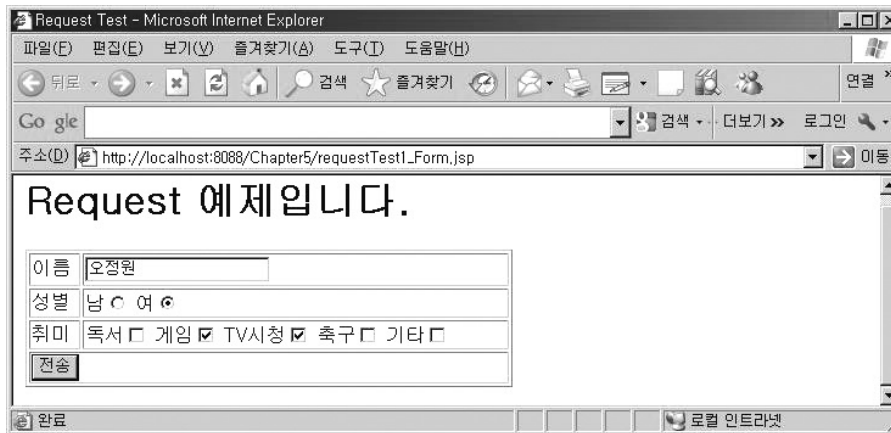 Request Test - Microsoft Internet Explorer
파일(F) 편집(E) 보기(V) 즐겨찾기(A) 도구(T) 도움말(H)
뒤로 검색 즐겨찾기 연결 »
Go gle 검색 더보기 » 로그인
주소(D) http://localhost:8088/Chapter5/requestTest1_Form.jsp 이동
Request 예제입니다.
이름 오정원
성별 남 여
취미 독서 게임 TV시청 축구 기타
전송
완료 로컬 인트라넷